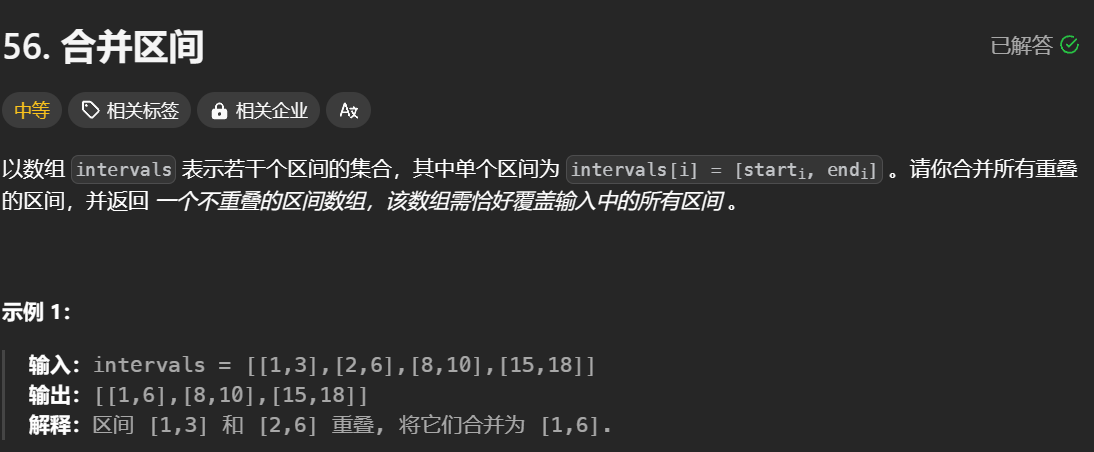 56. 合并区间
已解答
中等 相关标签 相关企业 A文
以数组 intervals 表示若干个区间的集合，其中单个区间为 intervals[i] = [starti, endi] 。请你合并所有重叠
的区间，并返回 一个不重叠的区间数组，该数组需恰好覆盖输入中的所有区间 。
示例 1：
输入：intervals = [[1,3],[2,6],[8,10],[15,18]]
输出：[[1,6],[8,10],[15,18]]
解释：区间 [1,3] 和 [2,6] 重叠, 将它们合并为 [1,6].